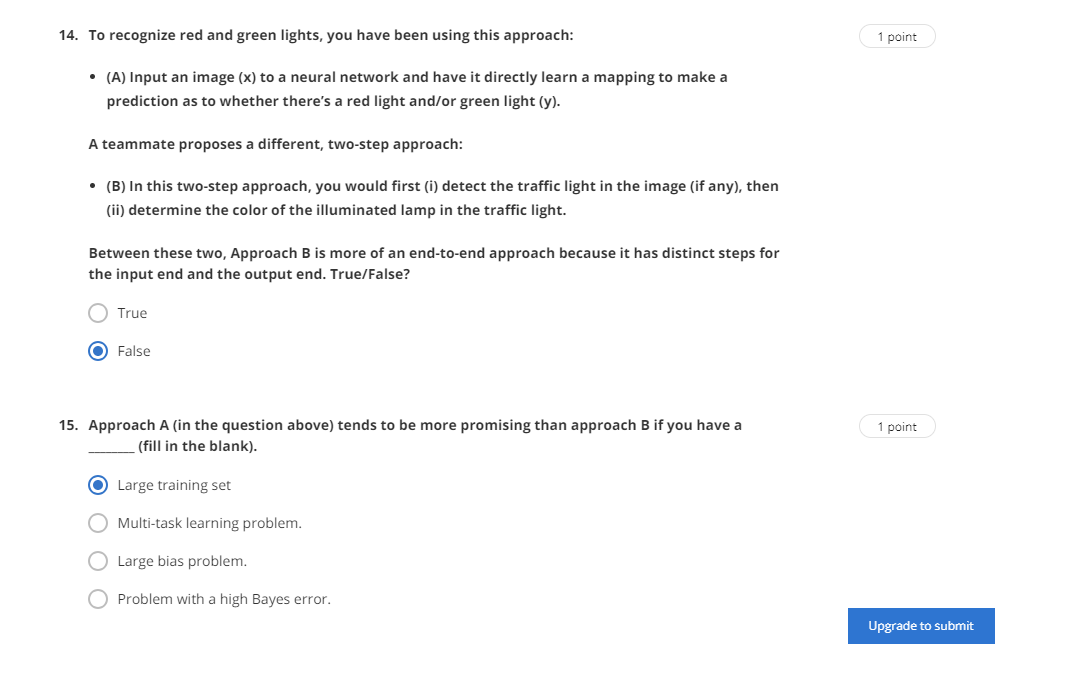 14. To recognize red and green lights, you have been using this approach:
1 point
• (A) Input an image (x) to a neural network and have it directly learn a mapping to make a
prediction as to whether there’s a red light and/or green light (y).
A teammate proposes a different, two-step approach:
• (B) In this two-step approach, you would first (i) detect the traffic light in the image (if any), then
(ii) determine the color of the illuminated lamp in the traffic light.
Between these two, Approach B is more of an end-to-end approach because it has distinct steps for
the input end and the output end. True/False?
True
False
15. Approach A (in the question above) tends to be more promising than approach B if you have a
1 point
________ (fill in the blank).
Large training set
Multi-task learning problem.
Large bias problem.
Problem with a high Bayes error.
Upgrade to submit